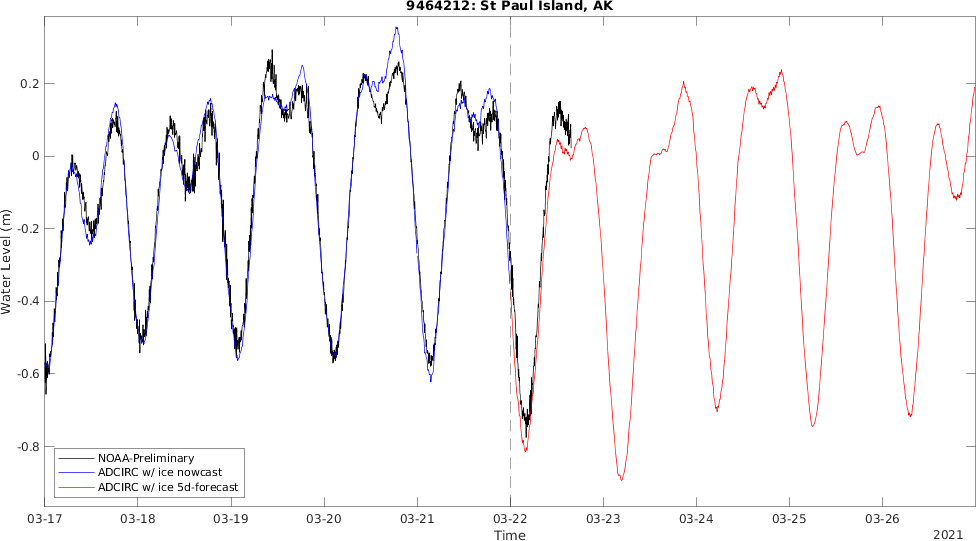 9464212: St Paul Island, AK
Water Level (m)
0.2
0
-0.2
-0.4
-0.6
-0.8
NOAA-Preliminary
ADCIRC w/ ice nowcast
ADCIRC w/ ice 5d-forecast
03-17 03-18 03-19 03-20 03-21 03-22 03-23 03-24 03-25 03-26
Time
2021